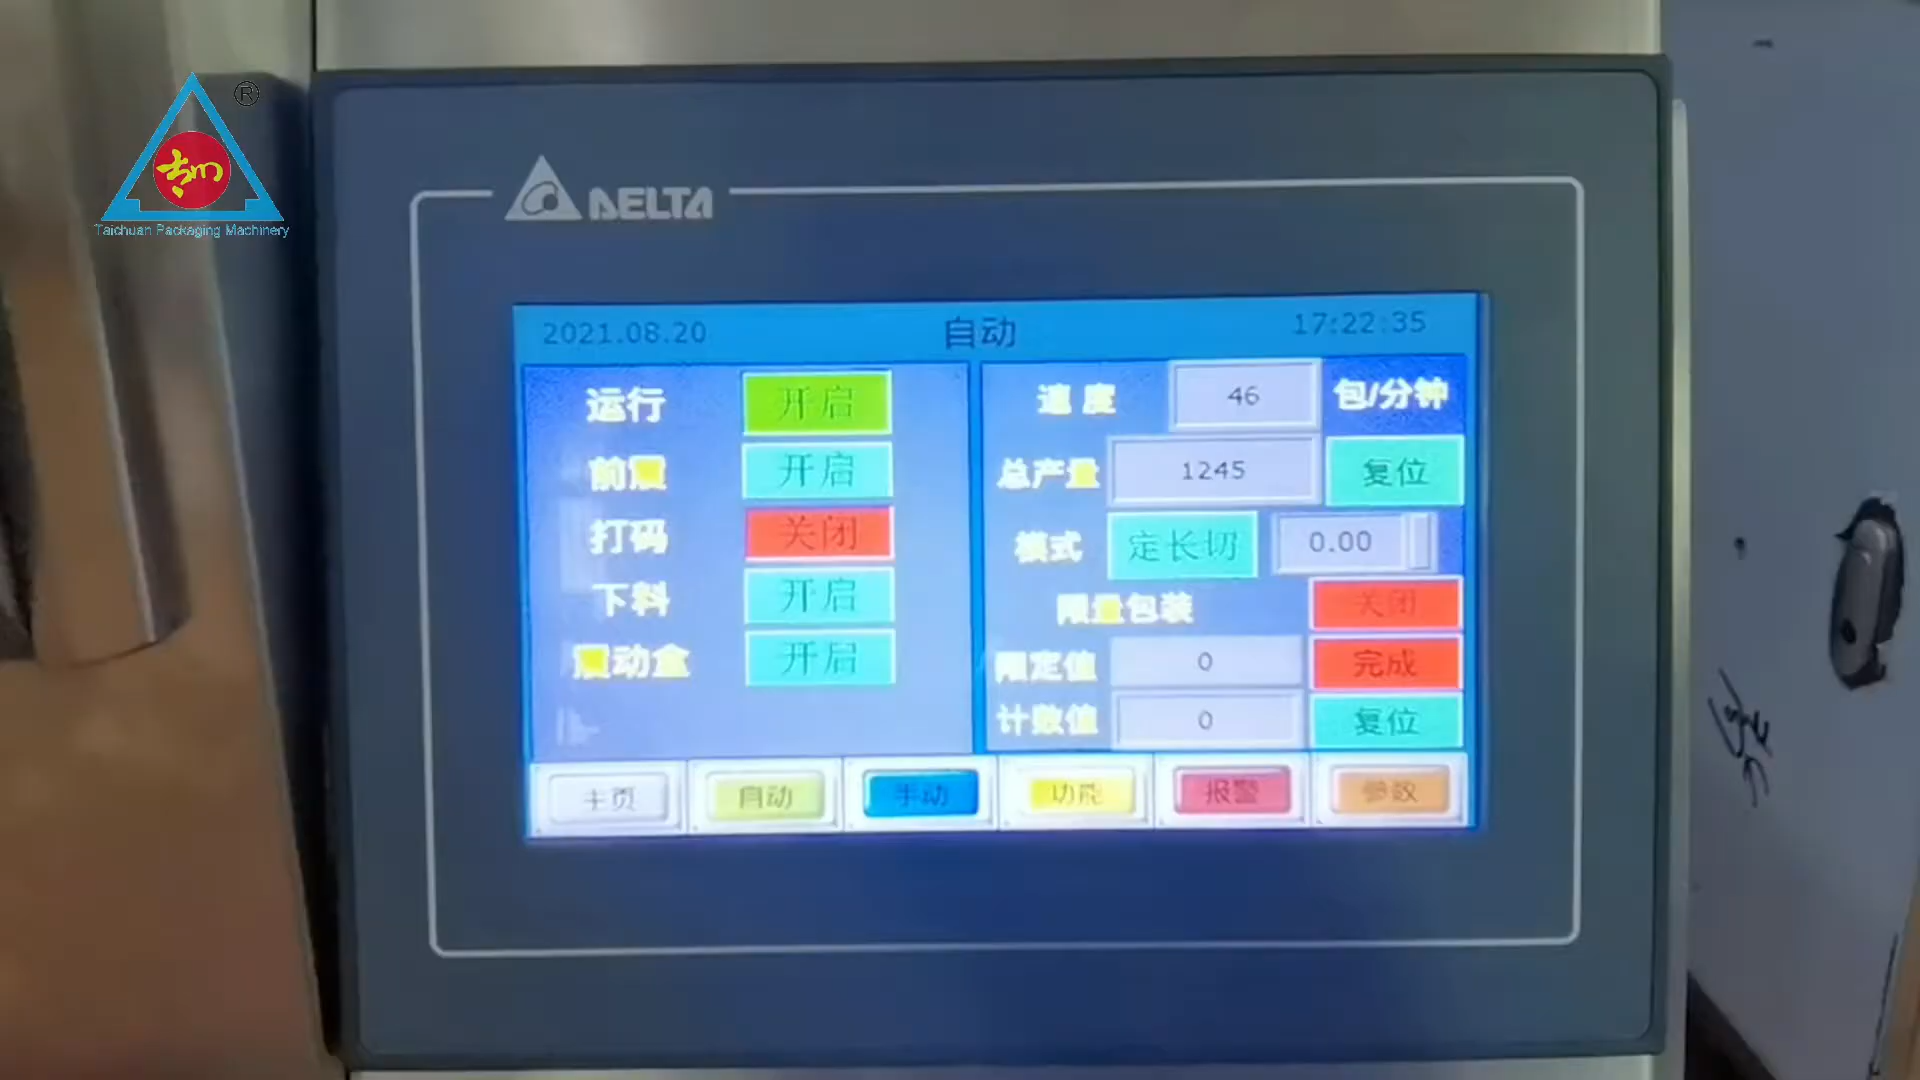 ®
Taichuan Packaging Machinery
DELTA
2021.08.20 自动 17:22:35
运行 开启
前震 开启
打码 关闭
下料 开启
震动盒 开启
速度 46 包/分钟
总产量 1245 复位
模式 定长切 0.00
限量包装 关闭
限定值 0 完成
计数值 0 复位
主页 自动 手动 功能 报警 参数